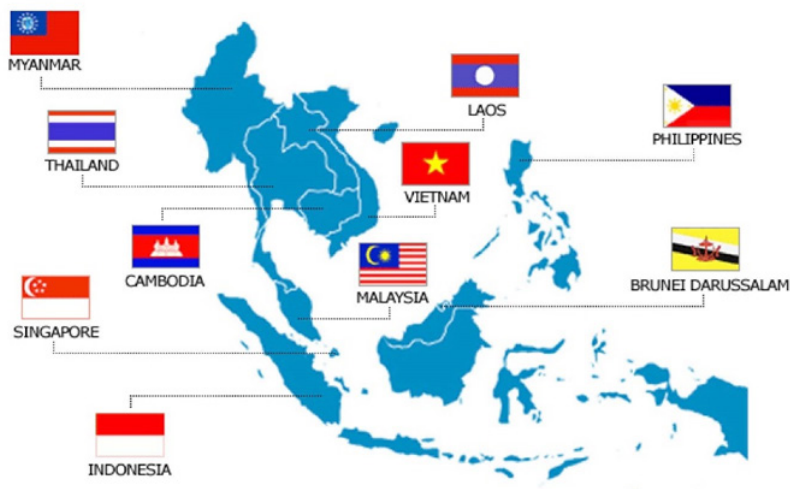 MYANMAR
LAOS
PHILIPPINES
THAILAND
VIETNAM
CAMBODIA
MALAYSIA
BRUNEI DARUSSALAM
SINGAPORE
INDONESIA